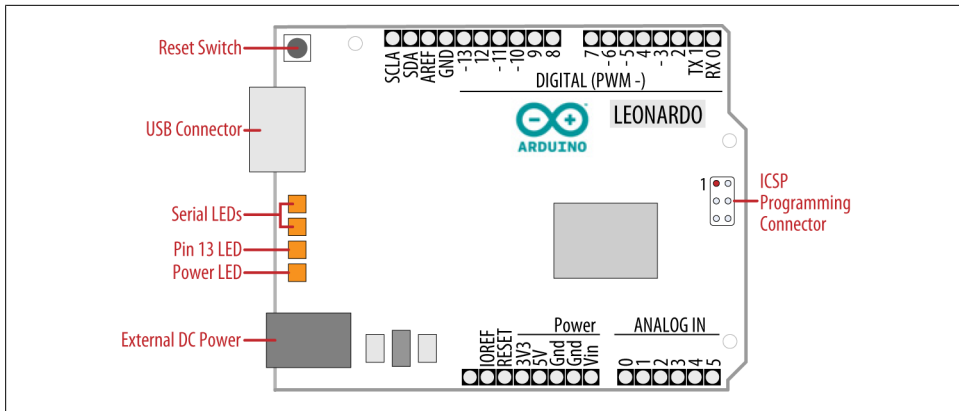 Reset Switch
USB Connector
Serial LEDs
Pin 13 LED
Power LED
External DC Power
SCLA
SDA
AREF
GND
- 13
12
- 11
- 10
9
8
7
- 6
- 5
4
- 3
2
TX 1
RX 0
DIGITAL (PWM -)
ARDUINO
LEONARDO
1
ICSP
Programming
Connector
Power
IOREF
RESET
3V3
5V
Gnd
Gnd
Vin
ANALOG IN
0
1
2
3
4
5